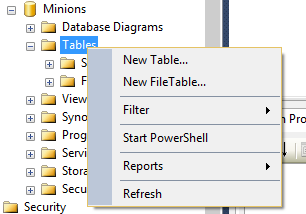 Minions
Database Diagrams
Tables
S
F
View
Syno
Prog
Servi
Stora
Secu
Security
New Table...
New FileTable...
Filter
Start PowerShell
Reports
Refresh
n Pro